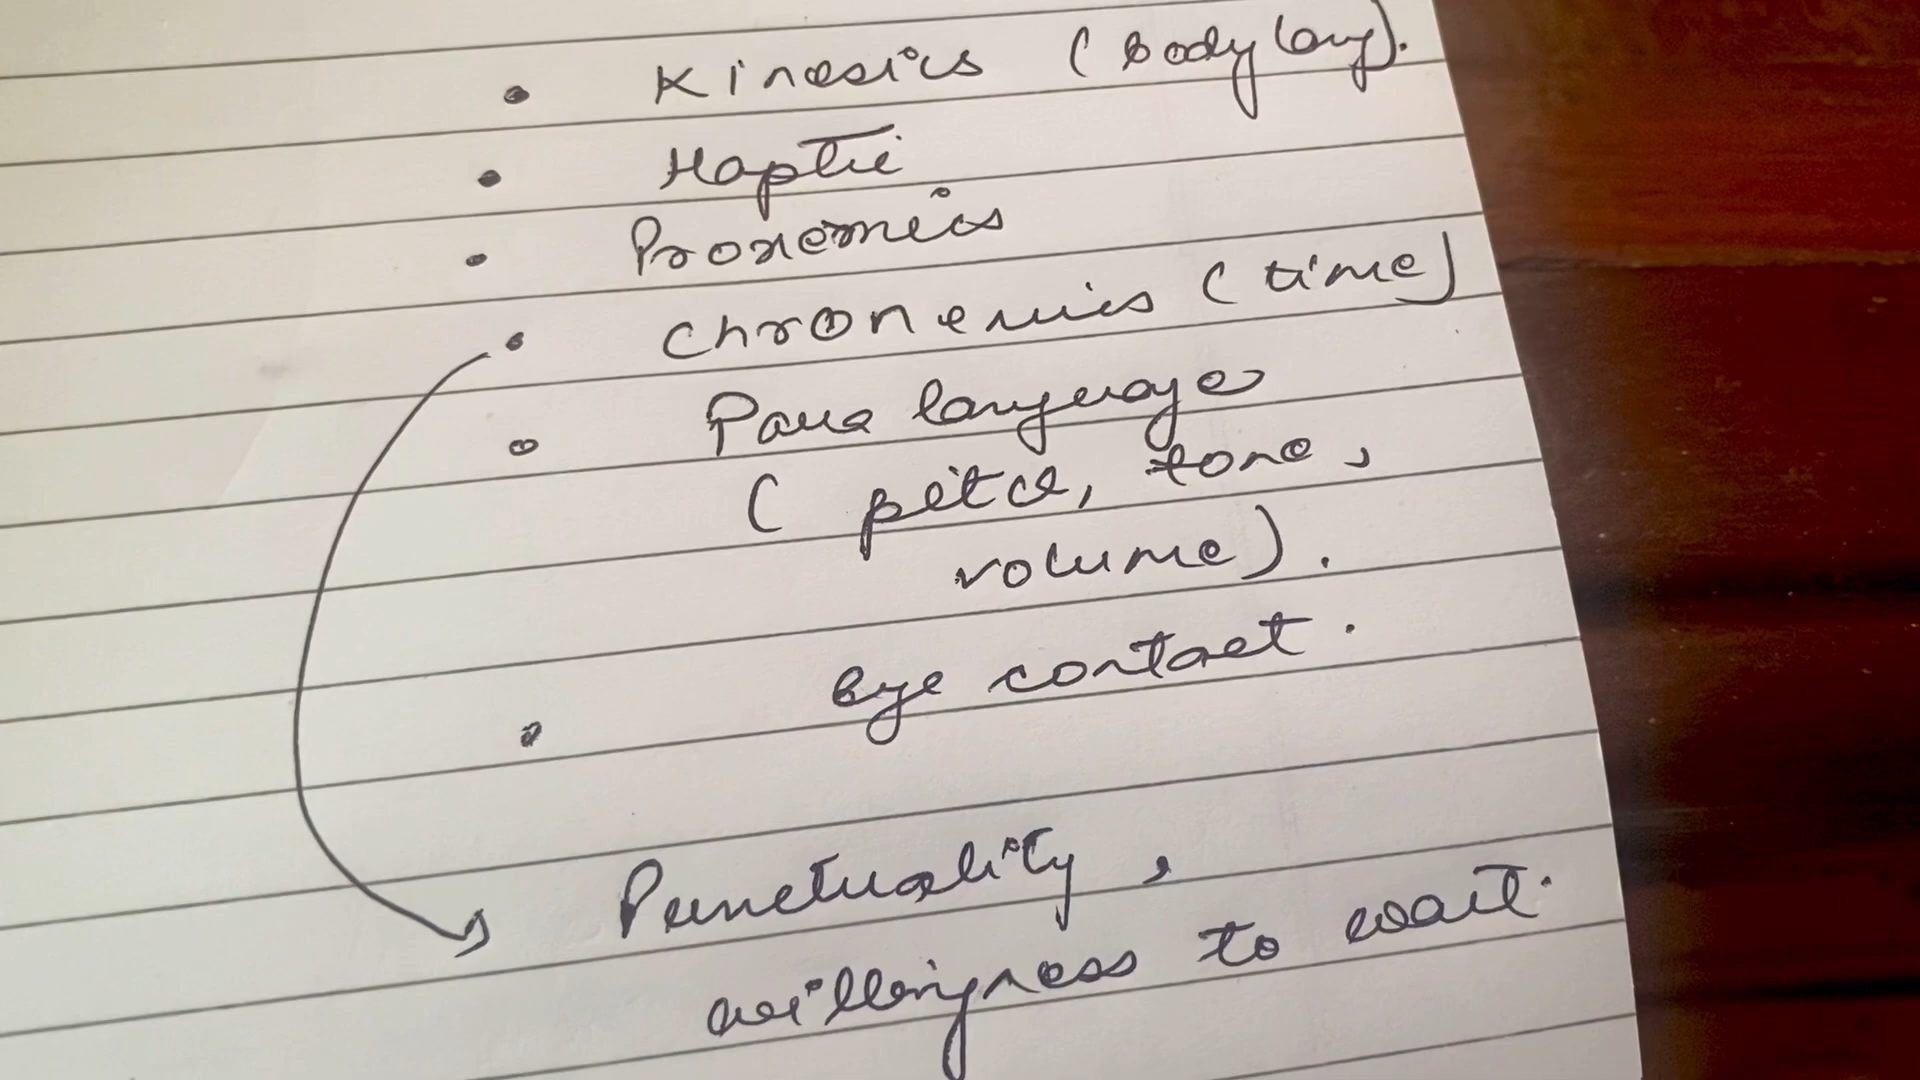 • Kinesics (body lang).
• Haptic
• Proxemics
• Chronemics (time)
• Para language
( pitch, tone,
volume).
• eye contact.
→ Punctuality,
willingness to wait.